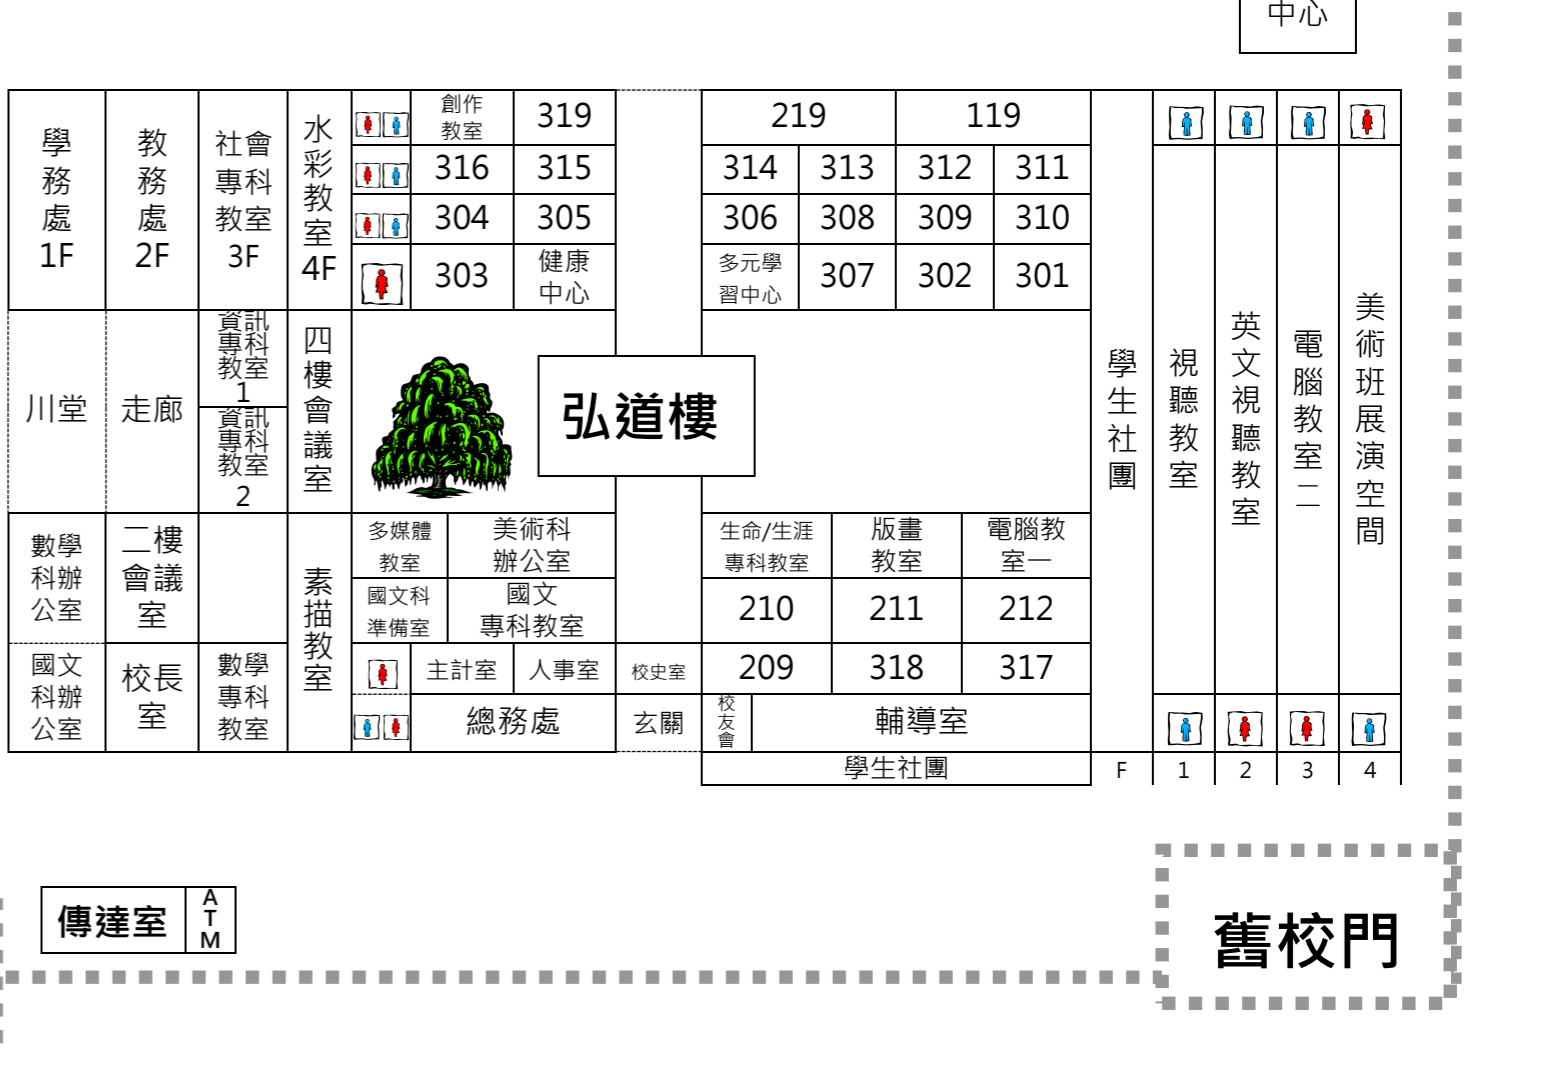 中心
學務處1F
教務處2F
社會專科教室3F
水彩教室4F
創作教室
319
219
119
316
315
314
313
312
311
304
305
306
308
309
310
303
健康中心
多元學習中心
307
302
301
川堂
走廊
資訊專科教室1
資訊專科教室2
四樓會議室
弘道樓
學生社團
視聽教室
英文視聽教室
電腦教室二
美術班展演空間
數學科辦公室
二樓會議室
素描教室
多媒體教室
美術科辦公室
生命/生涯專科教室
版畫教室
電腦教室一
國文科準備室
國文專科教室
210
211
212
國文科辦公室
校長室
數學專科教室
主計室
人事室
校史室
209
318
317
總務處
玄關
校友會
輔導室
學生社團
F
1
2
3
4
傳達室
ATM
舊校門